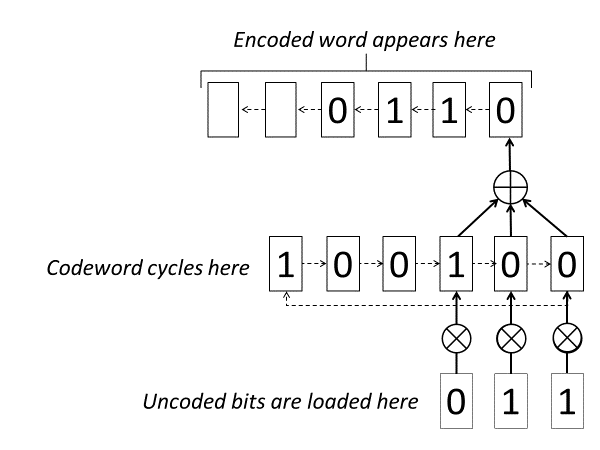 Encoded word appears here
0 1 1 0
Codeword cycles here 1 0 0 1 0 0
Uncoded bits are loaded here 0 1 1